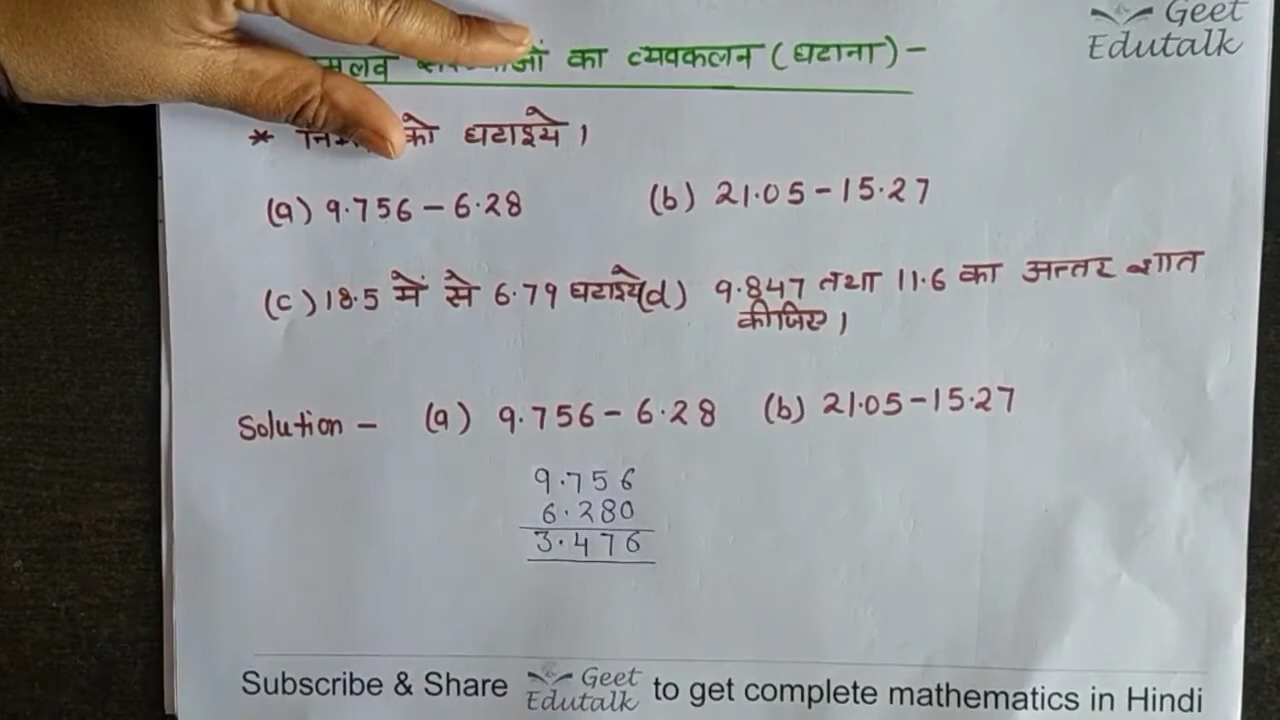 Geet
Edutalk
का व्यवकलन (घटाना) -
* को घटाइये।
(a) 9.756 - 6.28 (b) 21.05 - 15.27
(c) 18.5 में से 6.79 घटाइये (d) 9.847 तथा 11.6 का अन्तर ज्ञात
कीजिए।
Solution - (a) 9.756 - 6.28 (b) 21.05 - 15.27
9.756
6.280
3.476
Subscribe & Share Geet Edutalk to get complete mathematics in Hindi